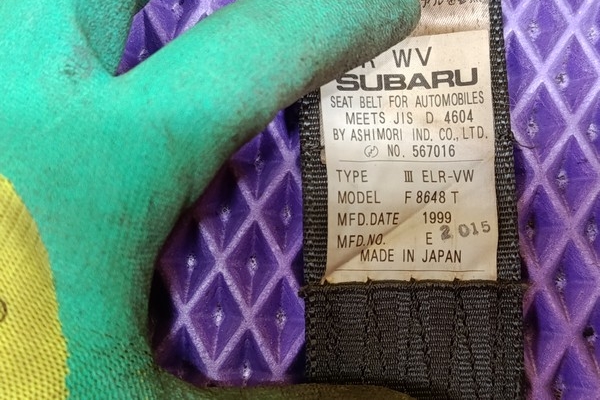 R WV
SUBARU
SEAT BELT FOR AUTOMOBILES
MEETS JIS D 4604
BY ASHIMORI IND. CO., LTD.
NO. 567016
TYPE Ⅲ ELR-VW
MODEL F 8648 T
MFD.DATE 1999
MFD.NO. E 2 015
MADE IN JAPAN